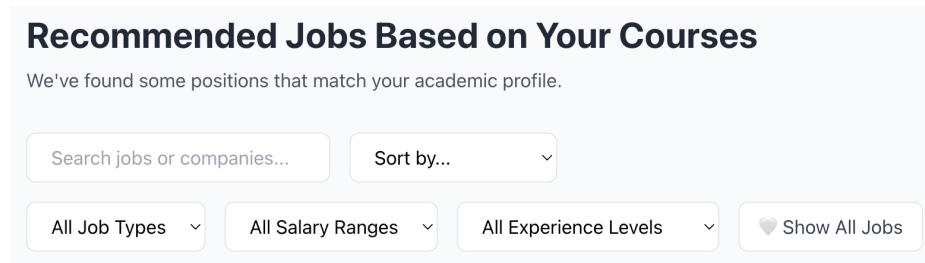 Recommended Jobs Based on Your Courses
We've found some positions that match your academic profile.
Search jobs or companies... Sort by...
All Job Types All Salary Ranges All Experience Levels 🤍 Show All Jobs